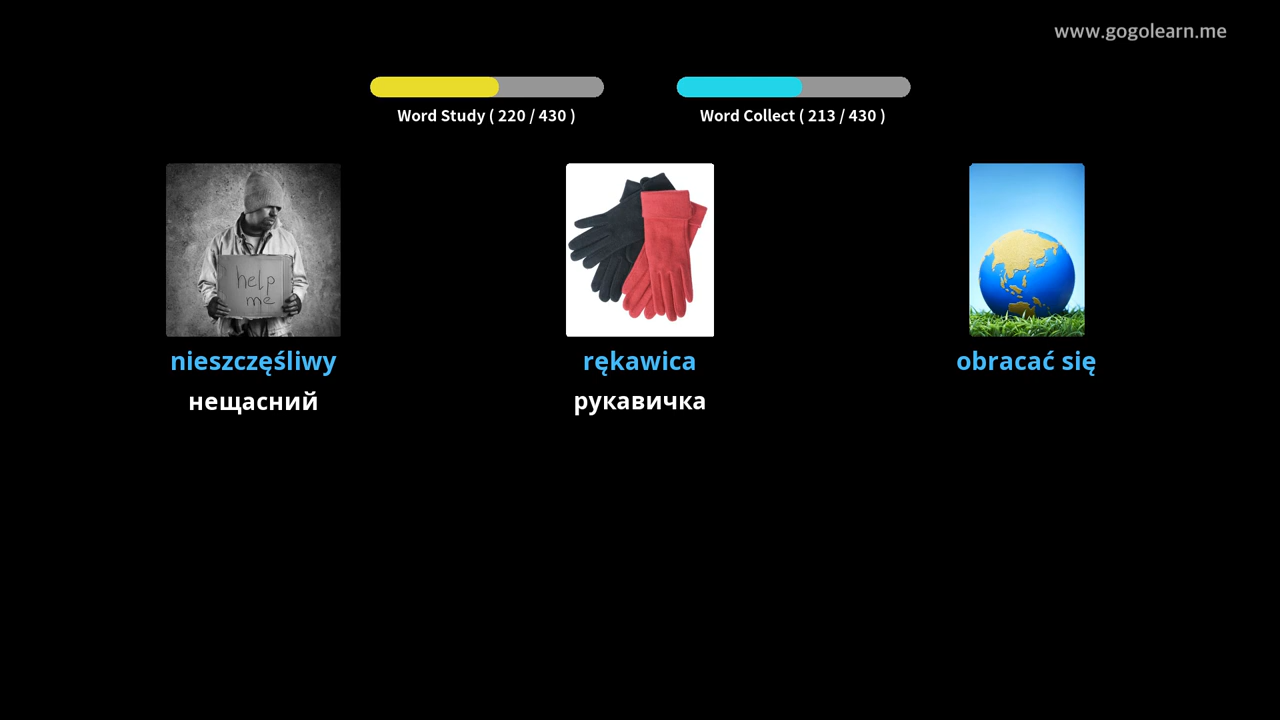 www.gogolearn.me
Word Study ( 220 / 430 )
Word Collect ( 213 / 430 )
help
me
nieszczęśliwy
нещасний
rękawica
рукавичка
obracać się